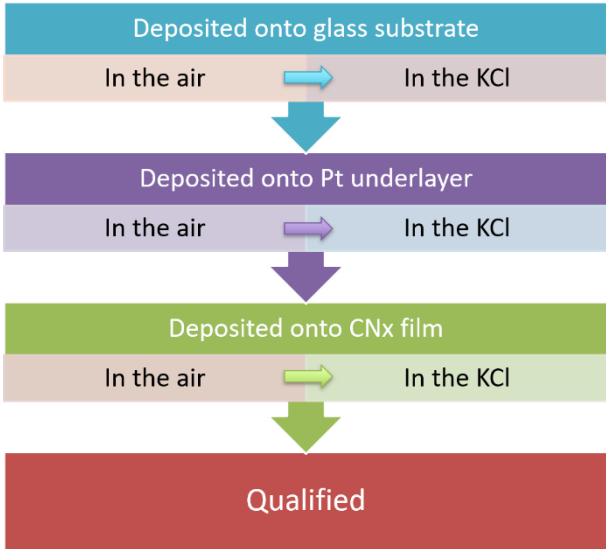 Deposited onto glass substrate
In the air In the KCl
Deposited onto Pt underlayer
In the air In the KCl
Deposited onto CNx film
In the air In the KCl
Qualified